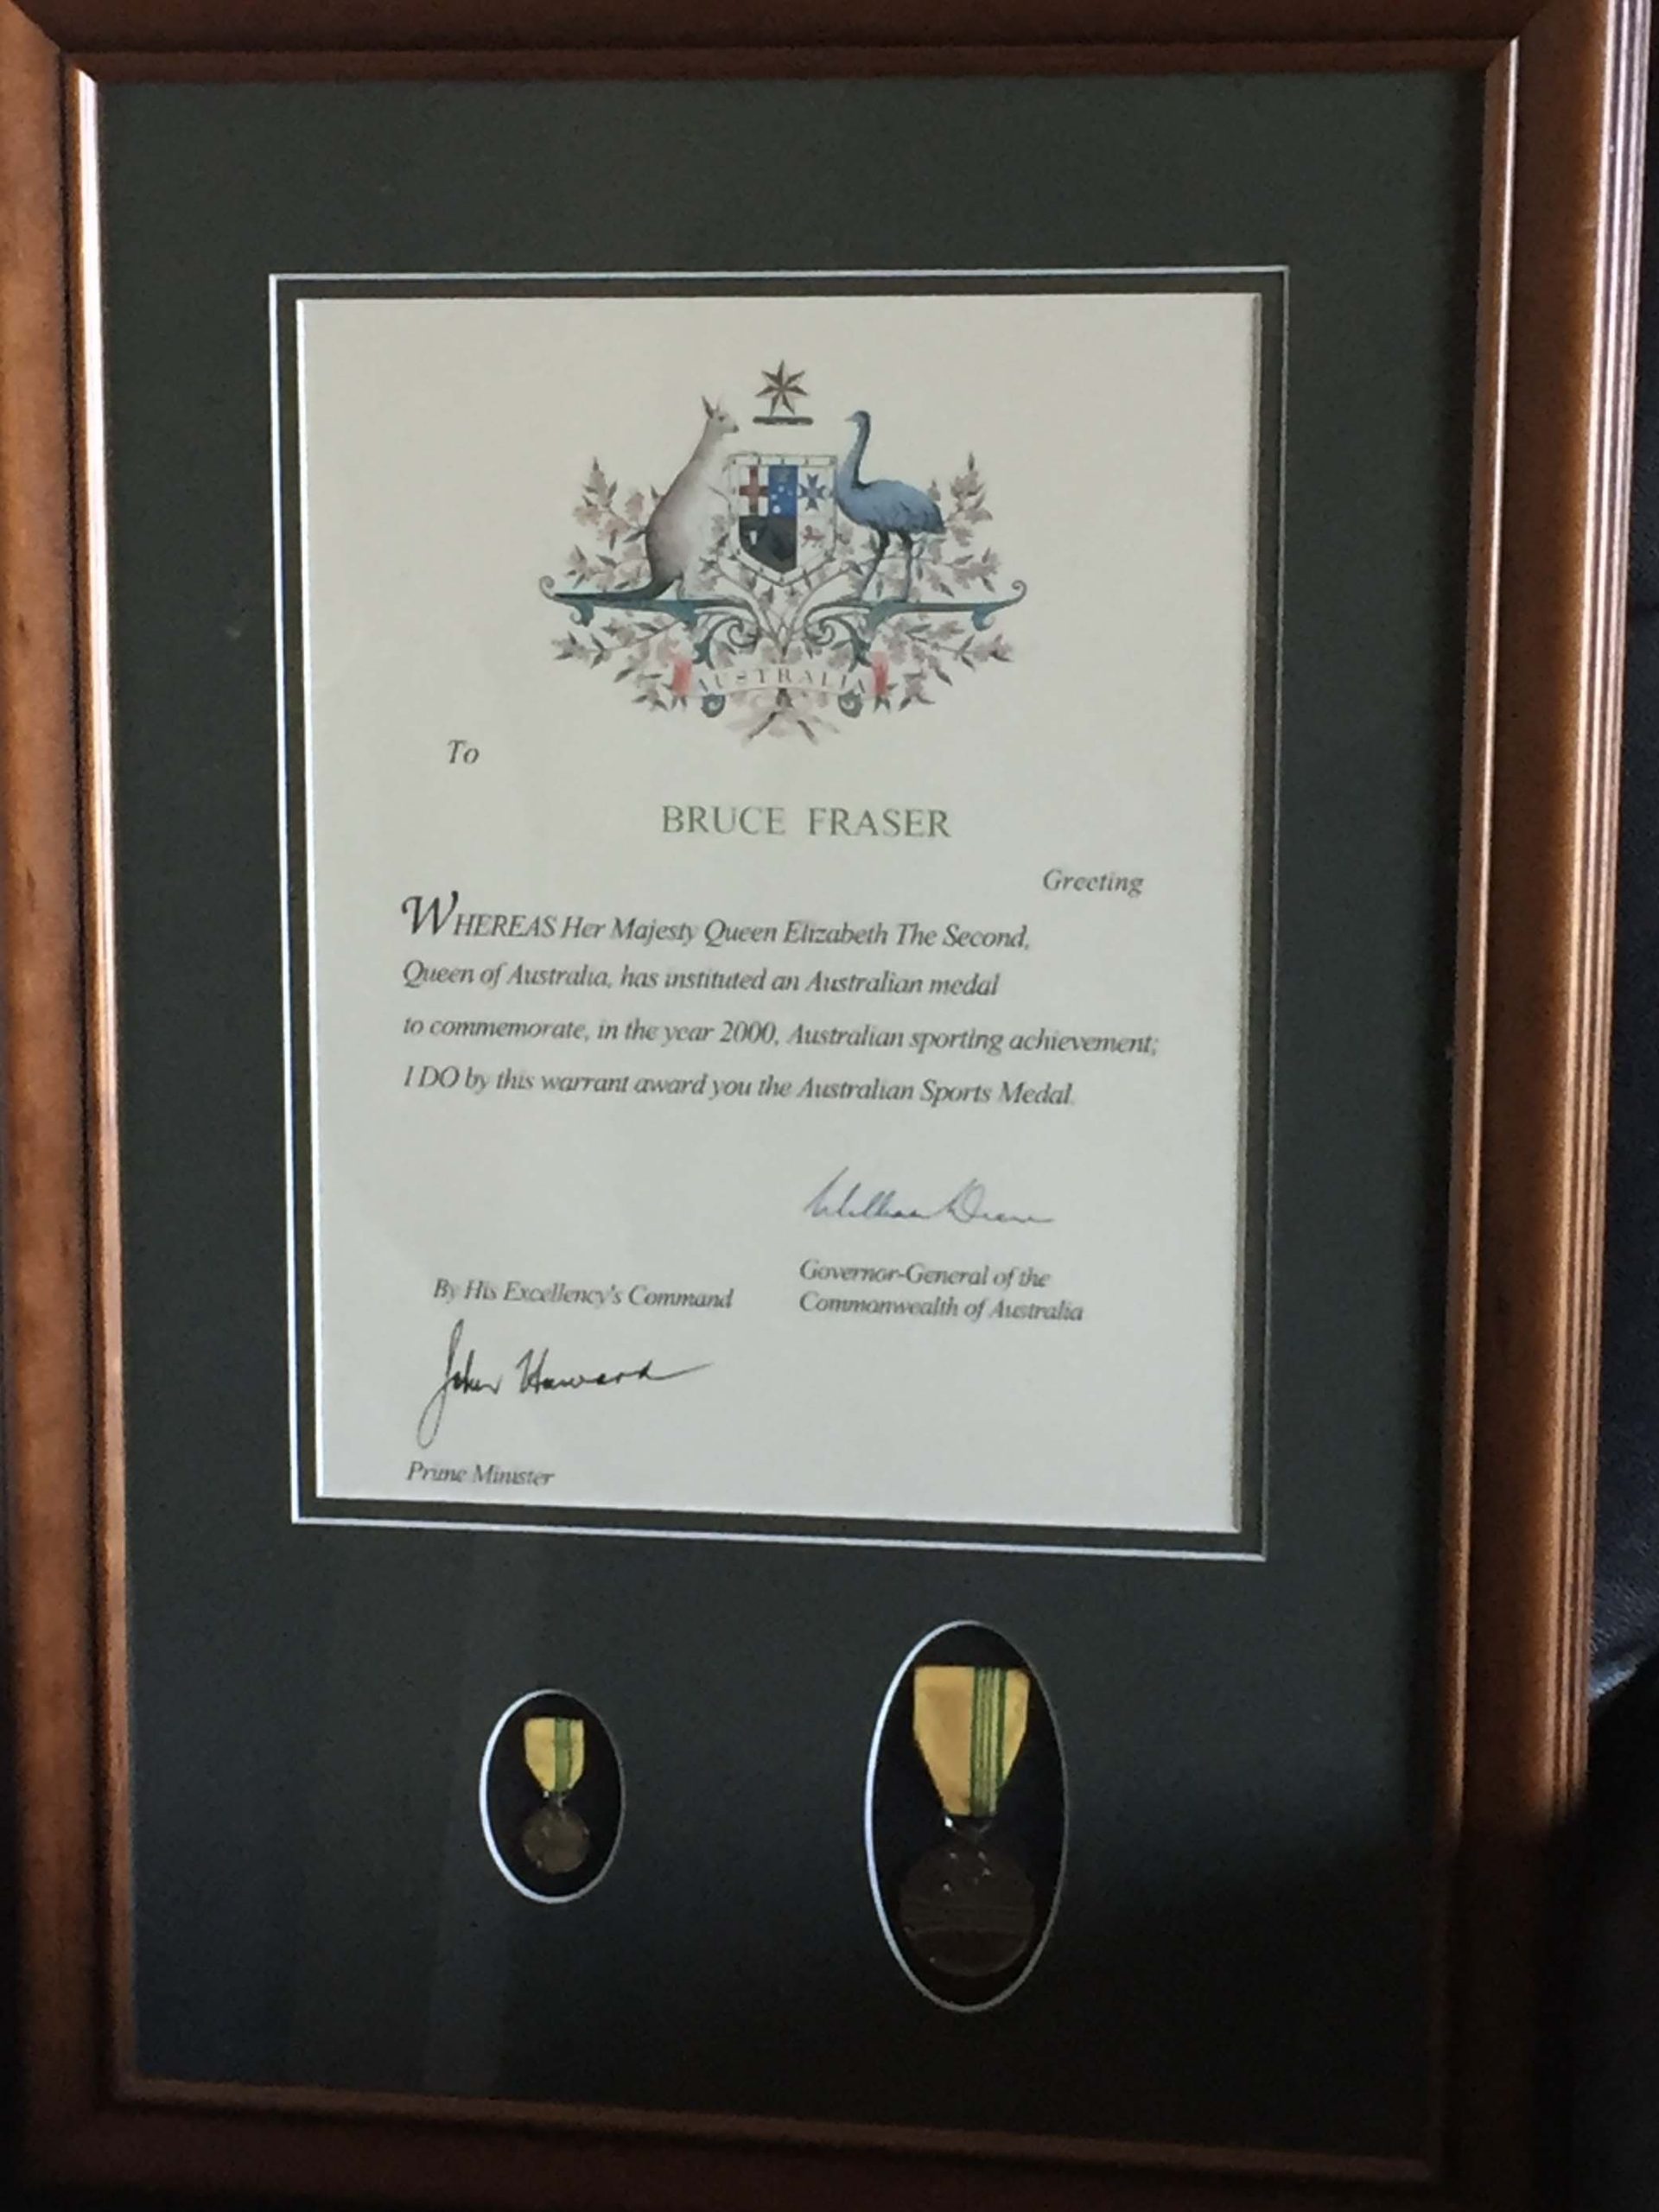 AUSTRALIA
To
BRUCE FRASER
Greeting
WHEREAS Her Majesty Queen Elizabeth The Second,
Queen of Australia, has instituted an Australian medal
to commemorate, in the year 2000, Australian sporting achievement;
I DO by this warrant award you the Australian Sports Medal.
William Deane
Governor-General of the
Commonwealth of Australia
By His Excellency's Command
John Howard
Prime Minister